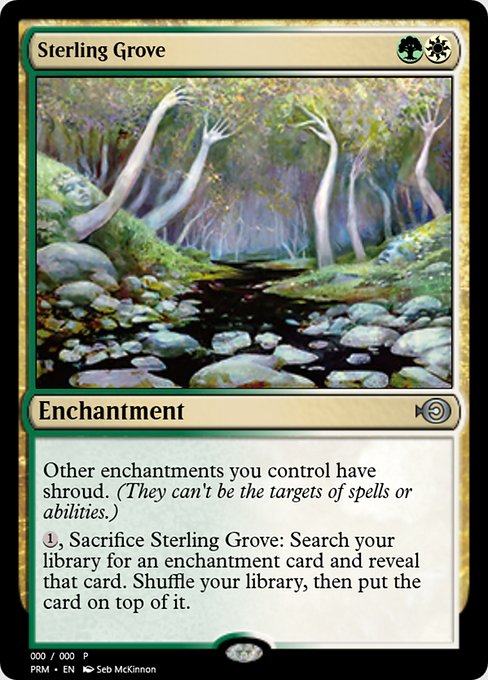 Sterling Grove
Enchantment
Other enchantments you control have
shroud. (They can't be the targets of spells or
abilities.)
1, Sacrifice Sterling Grove: Search your
library for an enchantment card and reveal
that card. Shuffle your library, then put the
card on top of it.
000 / 000 P
PRM • EN Seb McKinnon